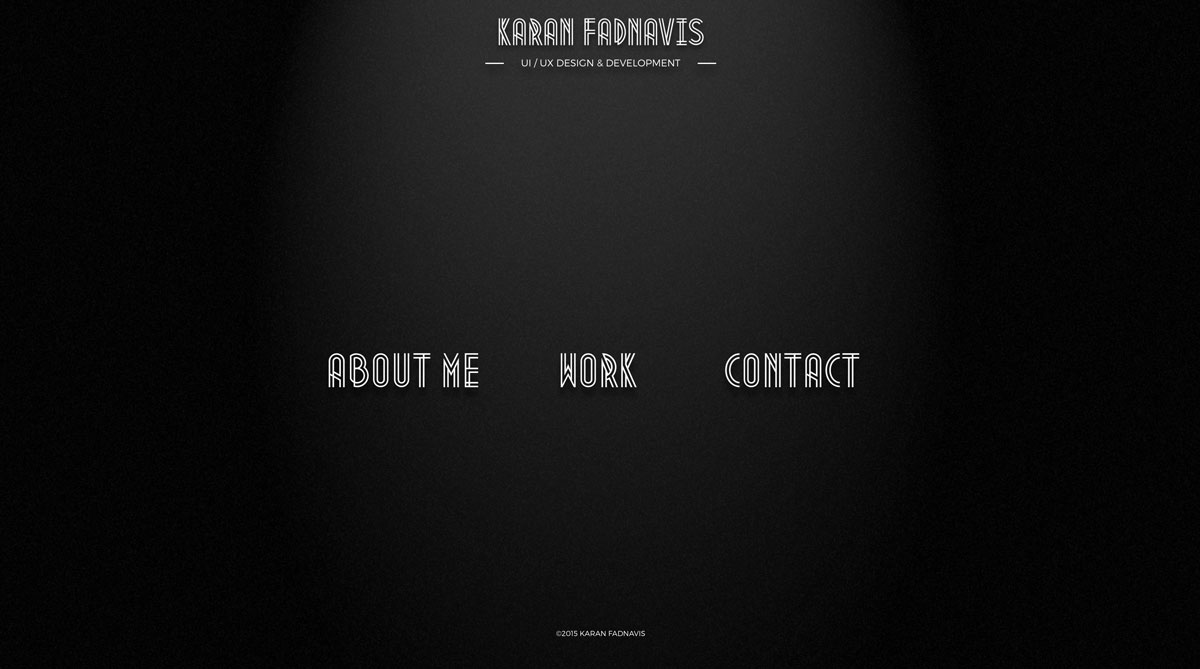 KARAN FADNAVIS
UI / UX DESIGN & DEVELOPMENT
ABOUT ME WORK CONTACT
©2015 KARAN FADNAVIS